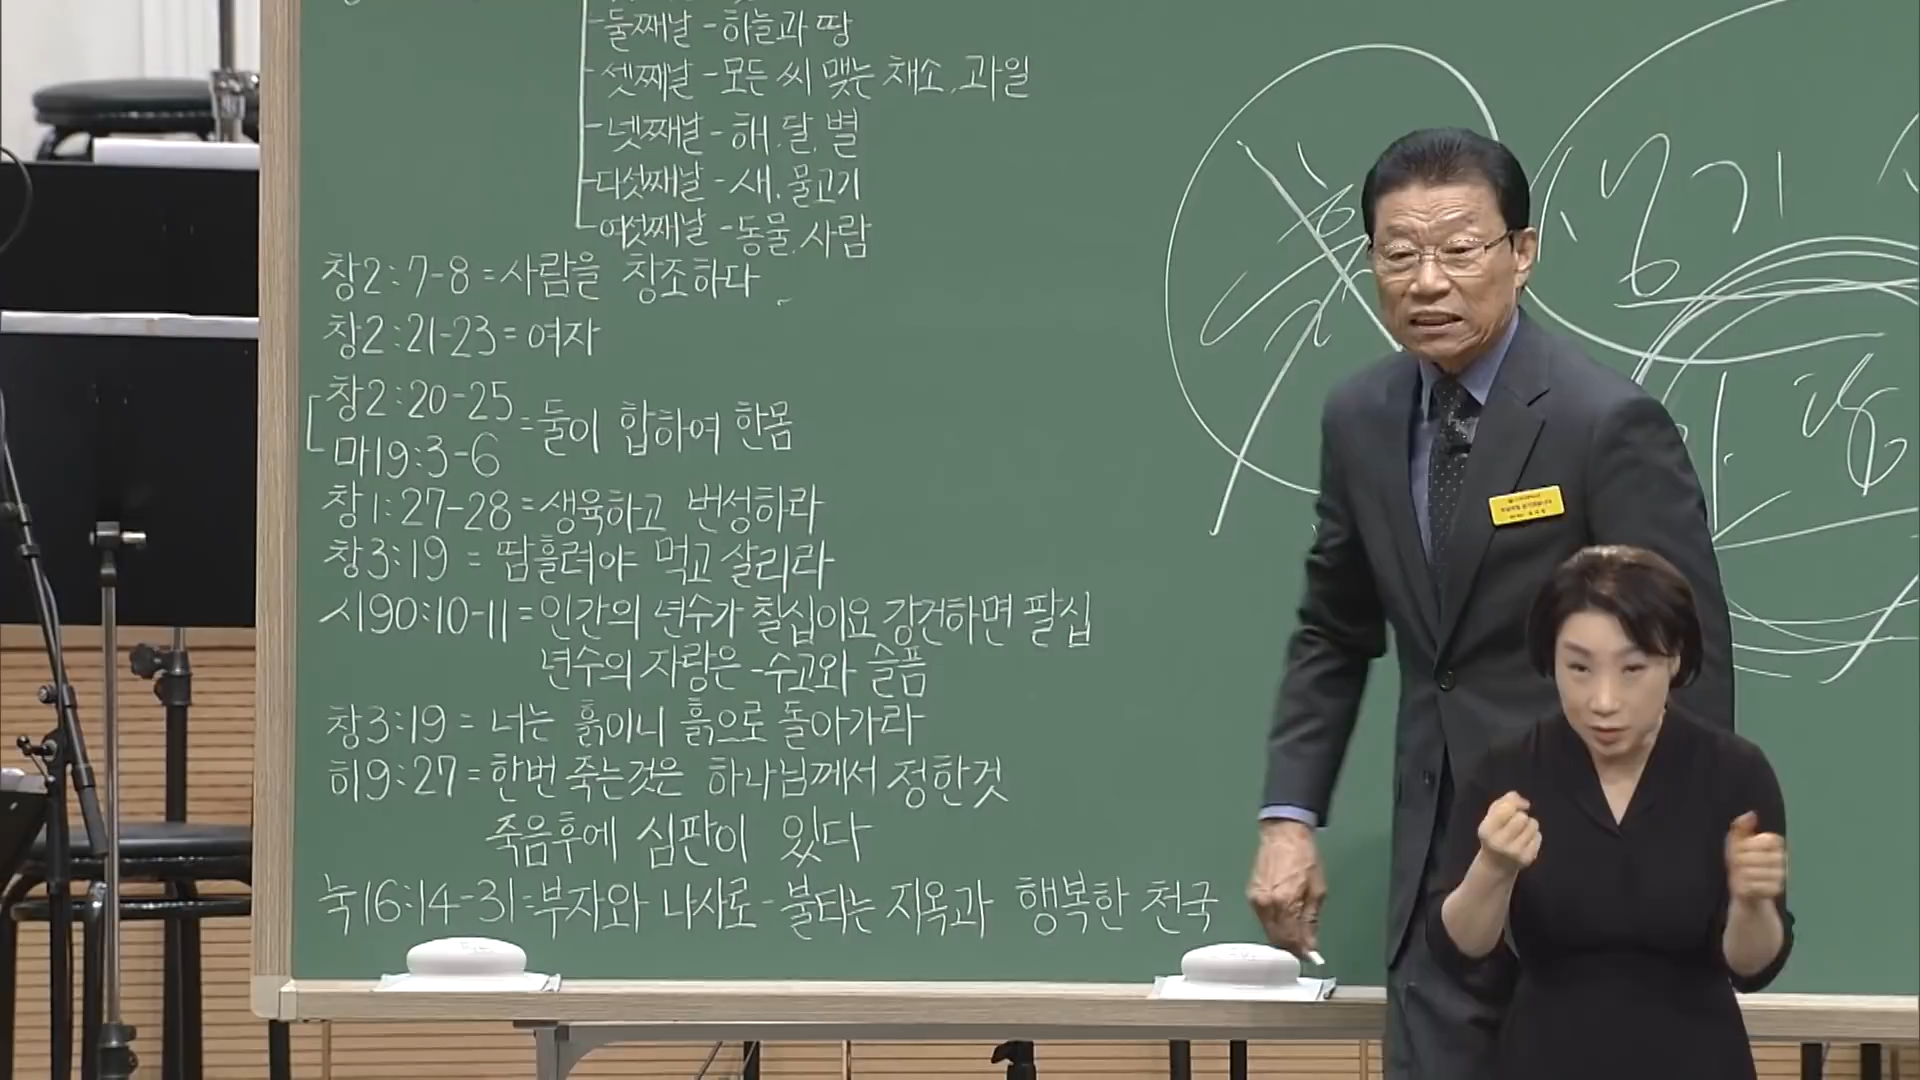 둘째날 - 하늘과 땅
셋째날 - 모든 씨 맺는 채소, 과일
넷째날 - 해, 달, 별
다섯째날 - 새, 물고기
여섯째날 - 동물, 사람
창2:7-8 = 사람을 창조하다
창2:21-23 = 여자
창2:20-25
마19:3-6 = 둘이 합하여 한몸
창1:27-28 = 생육하고 번성하라
창3:19 = 땀흘려야 먹고 살리라
시90:10-11 = 인간의 년수가 칠십이요 강건하면 팔십
년수의 자랑은 - 수고와 슬픔
창3:19 = 너는 흙이니 흙으로 돌아가라
히9:27 = 한번 죽는것은 하나님께서 정한것
죽음후에 심판이 있다
눅16:14-31 = 부자와 나사로 - 불타는 지옥과 행복한 천국
흙
생기